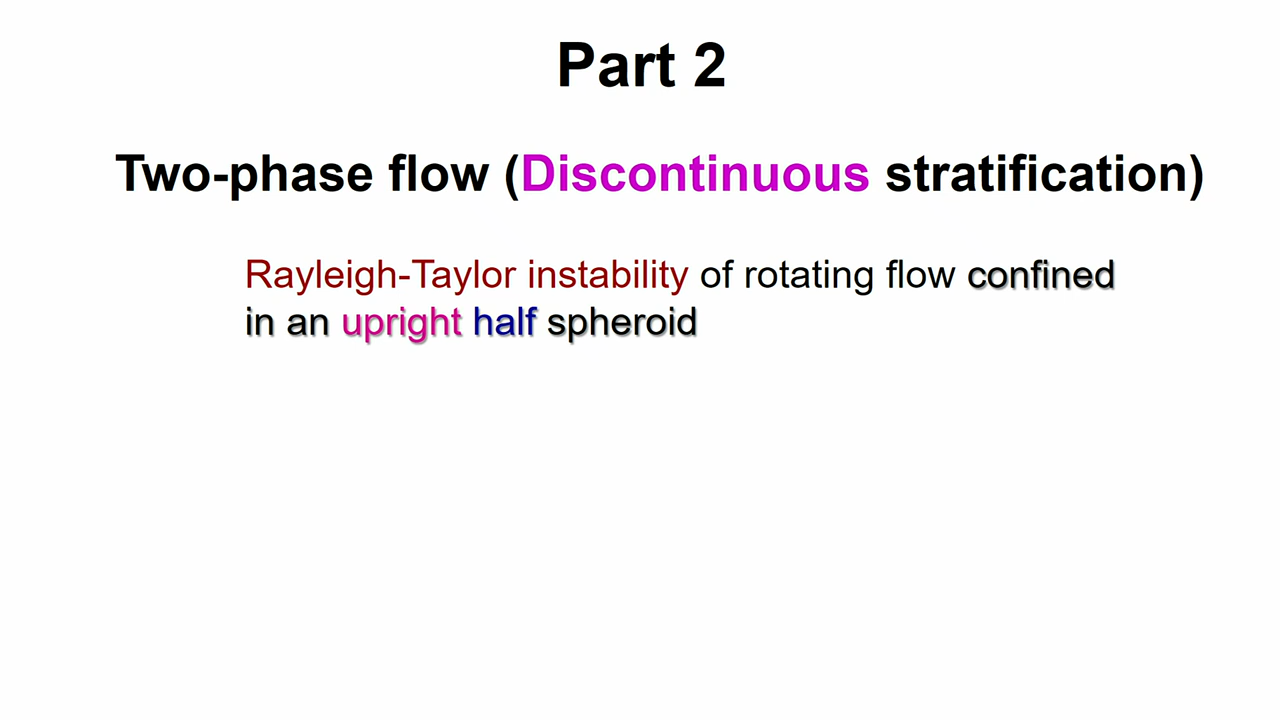 Part 2
Two-phase flow (Discontinuous stratification)
Rayleigh-Taylor instability of rotating flow confined
in an upright half spheroid